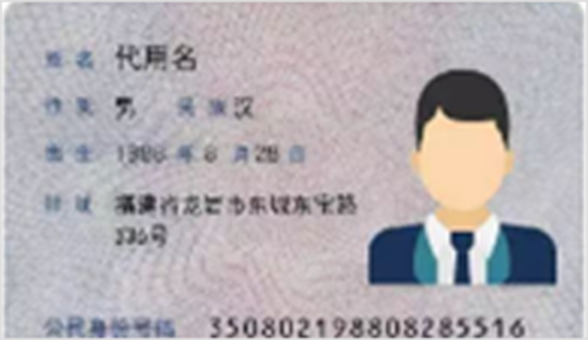 姓名 代用名
性别 男 民族 汉
出生 1988 年 8 月 28 日
住址 福建省龙岩市东城东宝路
336号
公民身份号码 350802198808285516